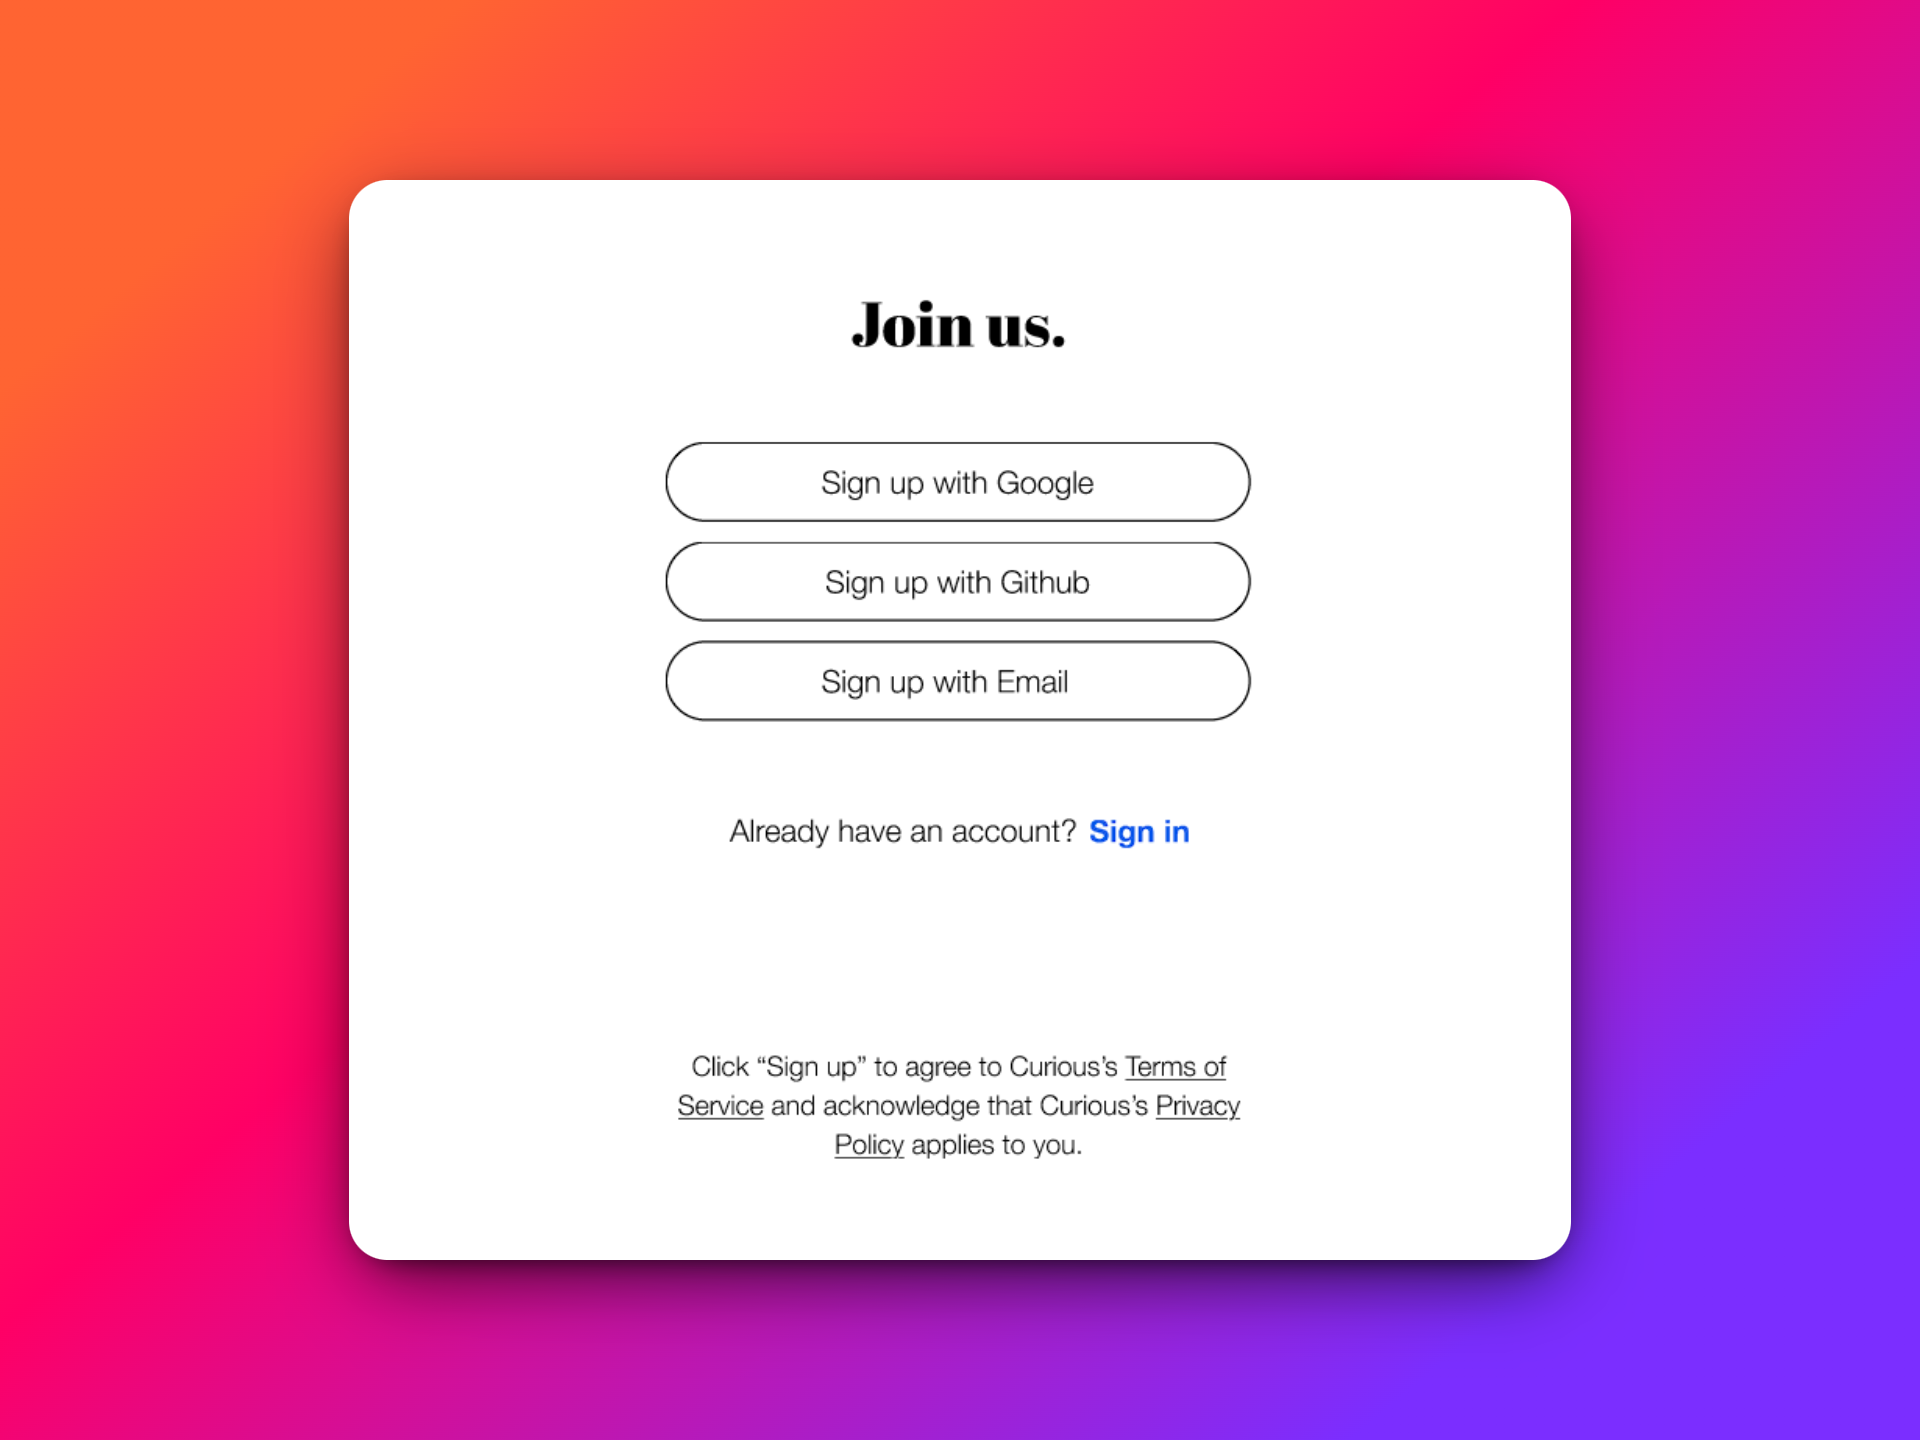 Join us.
Sign up with Google
Sign up with Github
Sign up with Email
Already have an account? Sign in
Click “Sign up” to agree to Curious’s Terms of
Service and acknowledge that Curious’s Privacy
Policy applies to you.